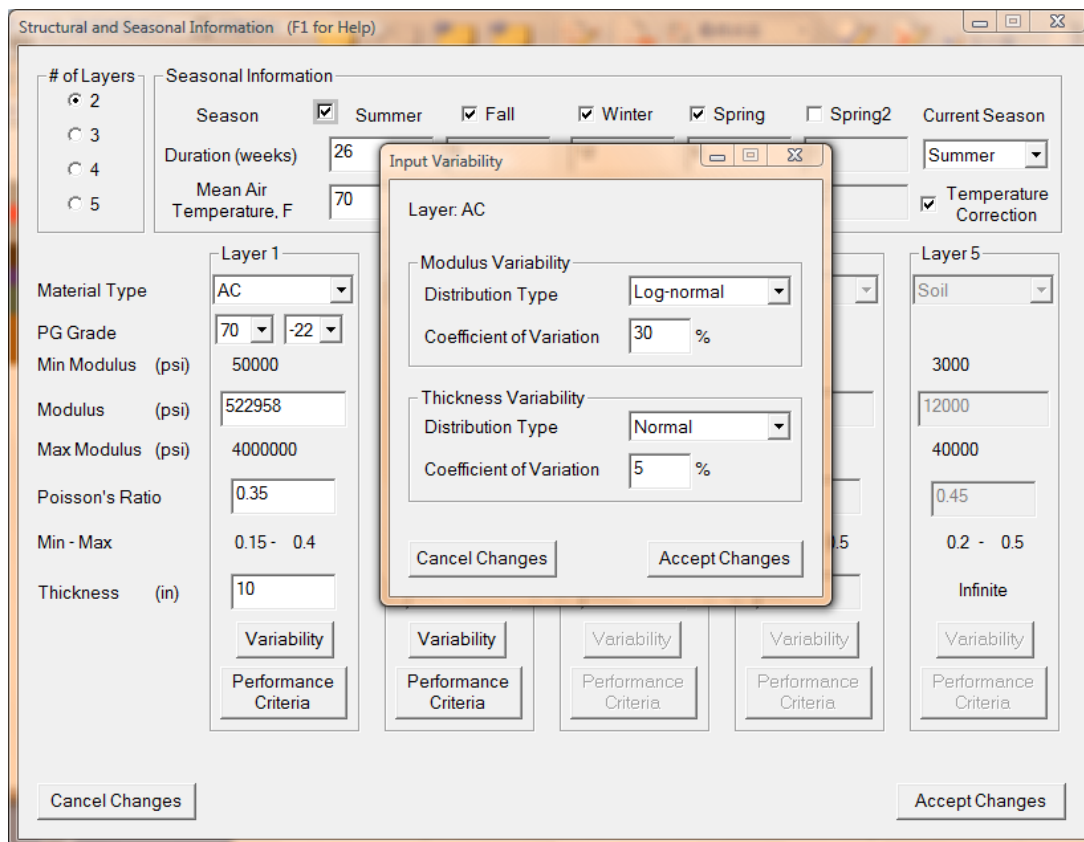 Structural and Seasonal Information (F1 for Help)
# of Layers
2
3
4
5
Seasonal Information
Season Summer Fall Winter Spring Spring2 Current Season
Duration (weeks) 26 Summer
Mean Air
Temperature, F 70
Temperature
Correction
Input Variability
Layer: AC
Modulus Variability
Distribution Type Log-normal
Coefficient of Variation 30 %
Thickness Variability
Distribution Type Normal
Coefficient of Variation 5 %
Cancel Changes Accept Changes
Layer 1 Layer 5
Material Type AC Soil
PG Grade 70 -22
Min Modulus (psi) 50000 3000
Modulus (psi) 522958 12000
Max Modulus (psi) 4000000 40000
Poisson's Ratio 0.35 0.45
Min - Max 0.15 - 0.4 0.2 - 0.5
Thickness (in) 10 Infinite
Variability Variability Variability Variability Variability
Performance Performance Performance Performance Performance
Criteria Criteria Criteria Criteria Criteria
Cancel Changes Accept Changes